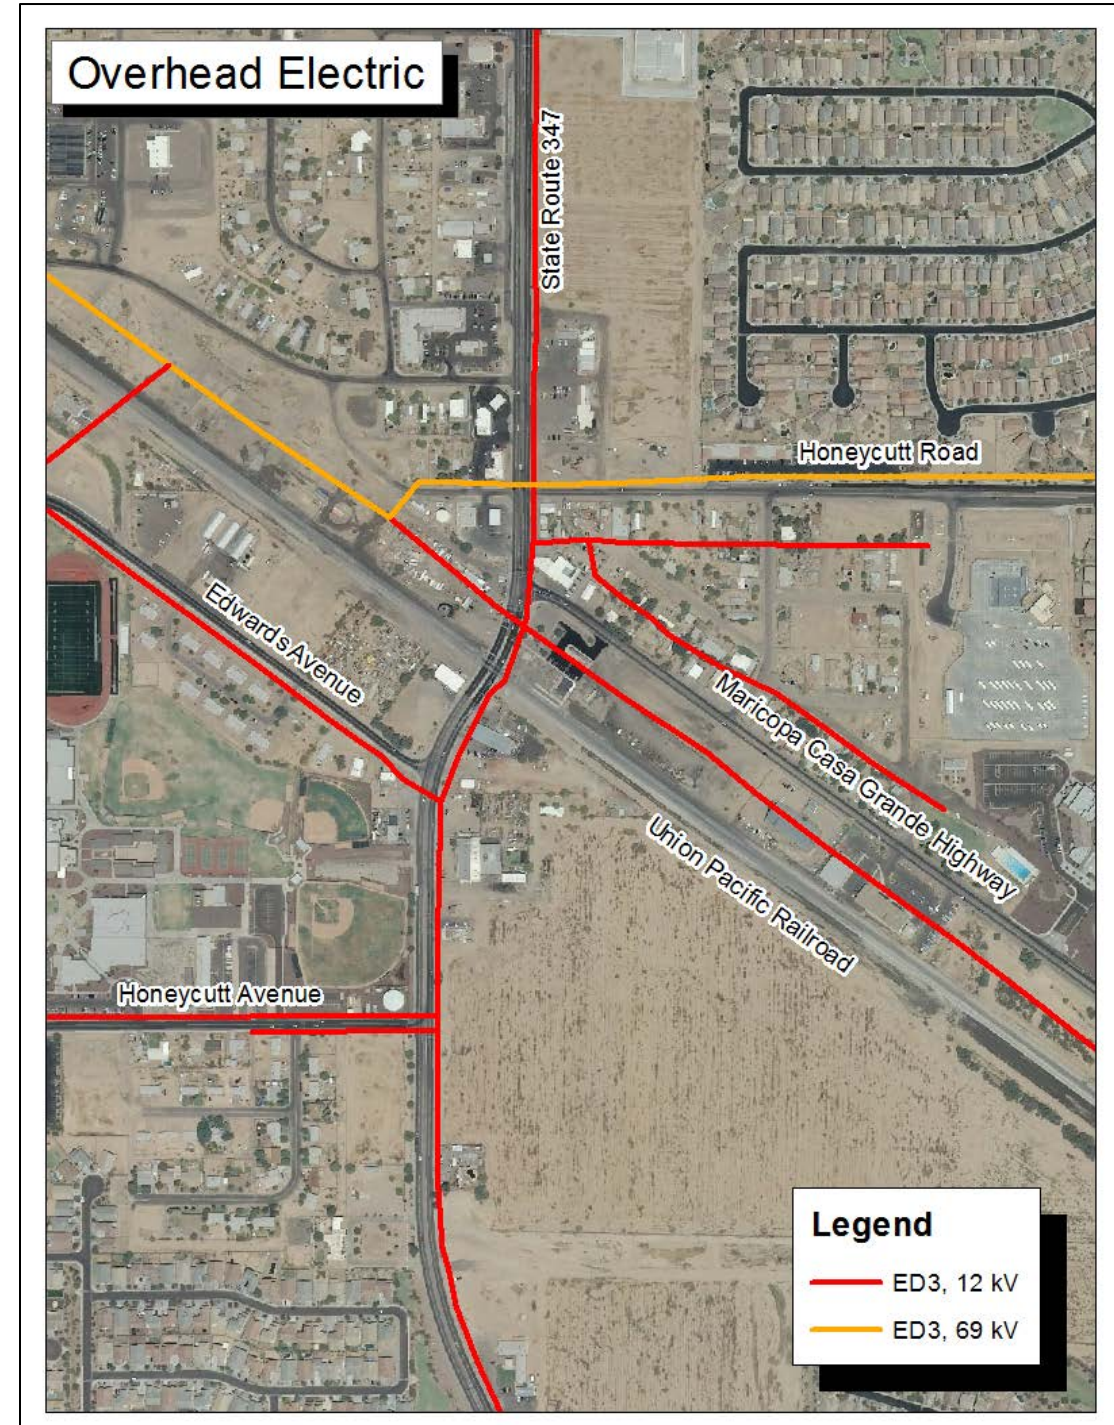 Overhead Electric
State Route 347
Honeycutt Road
Edwards Avenue
Maricopa Casa Grande Highway
Union Pacific Railroad
Honeycutt Avenue
Legend
ED3, 12 kV
ED3, 69 kV